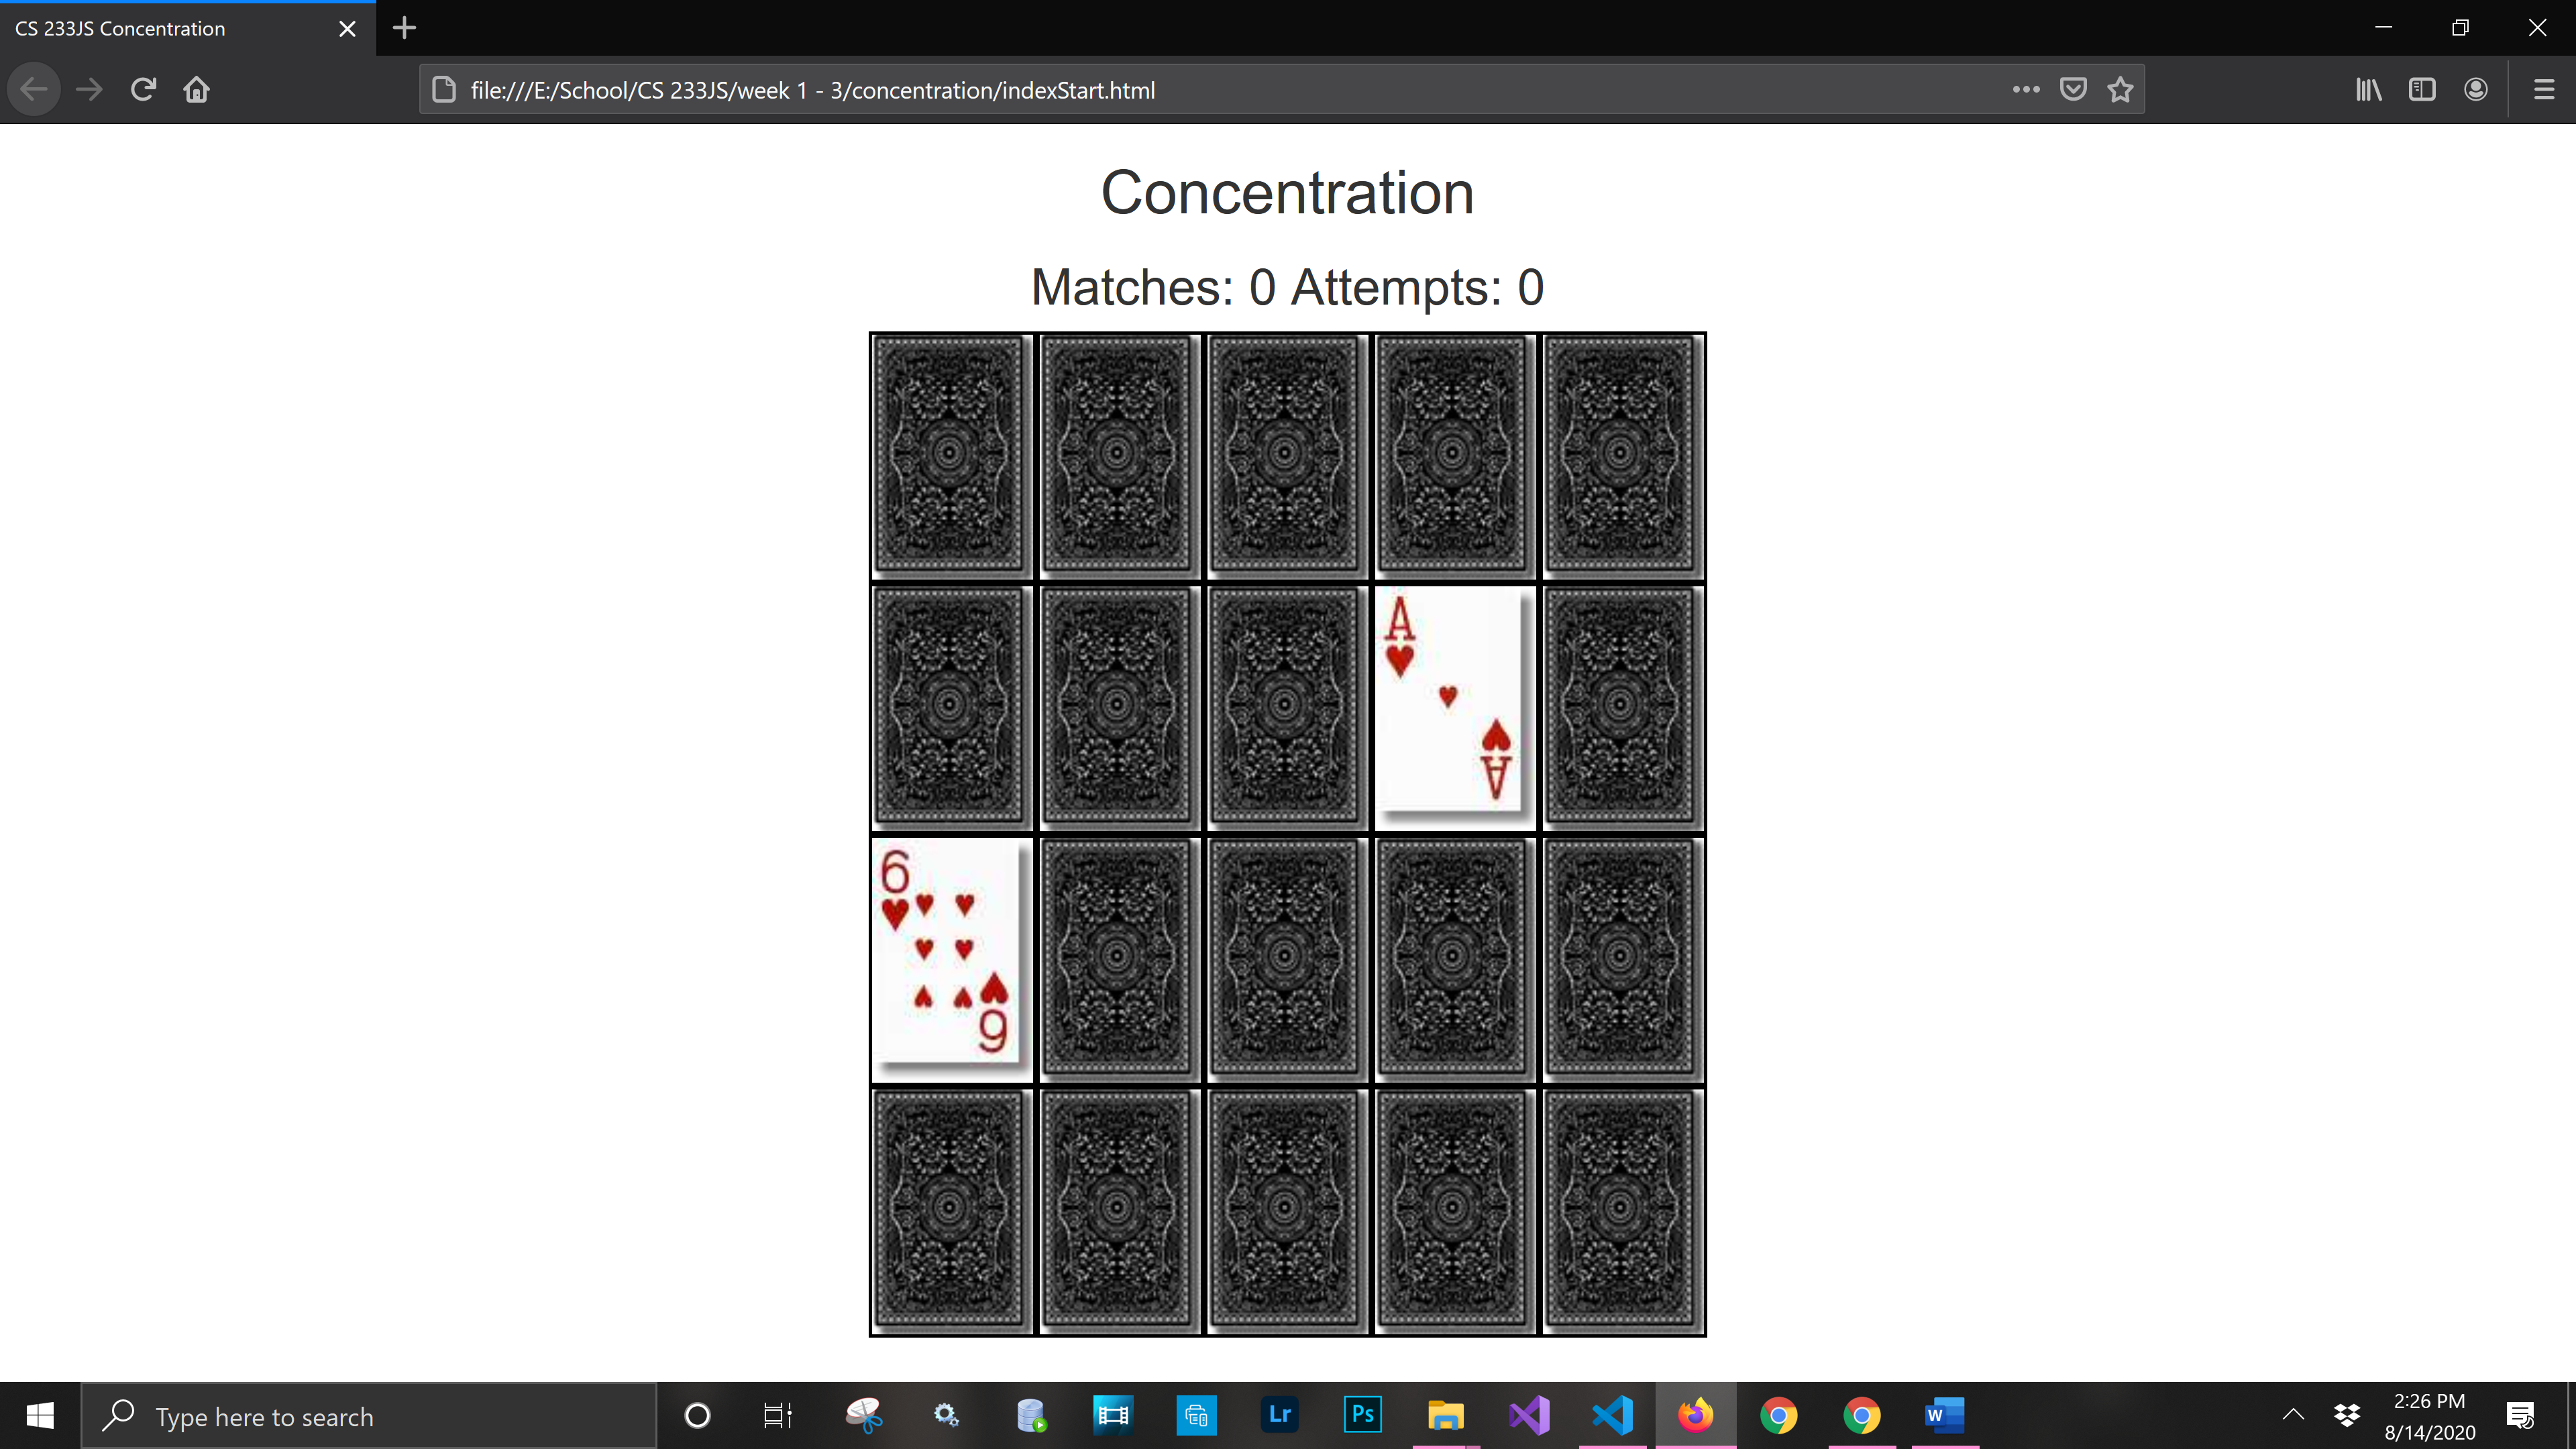 CS 233JS Concentration
file:///E:/School/CS 233JS/week 1 - 3/concentration/indexStart.html
Concentration
Matches: 0 Attempts: 0
A
A
6
6
Type here to search
Lr
Ps
W
2:26 PM
8/14/2020